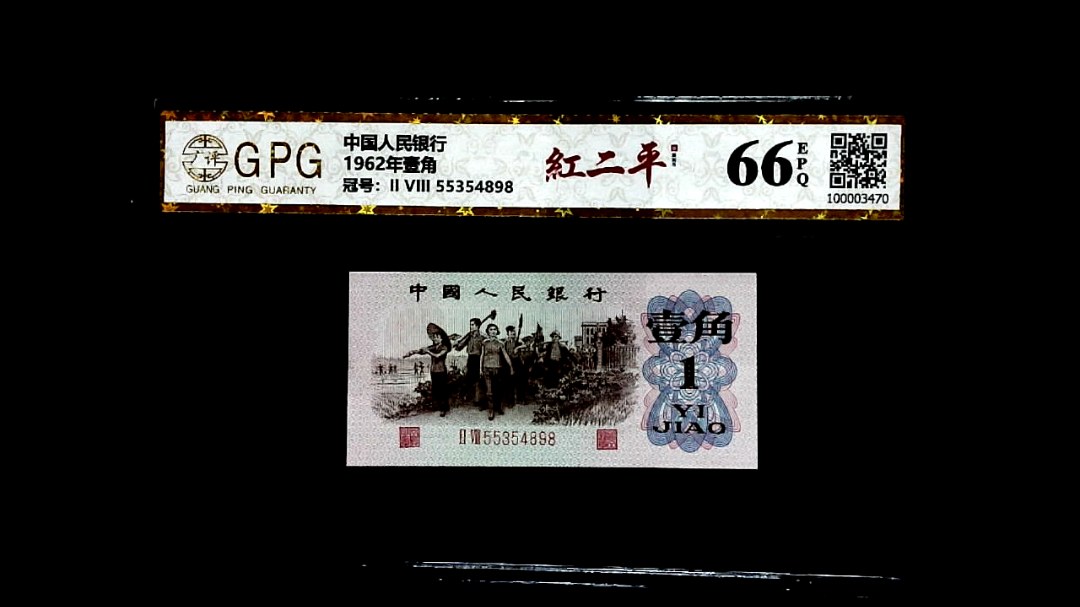 GPG
GUANG PING GUARANTY
中国人民银行
1962年壹角
冠号: II VIII 55354898
紅二平
66 EPQ
100003470
中國人民銀行
壹角
1
YI
JIAO
II VIII 55354898